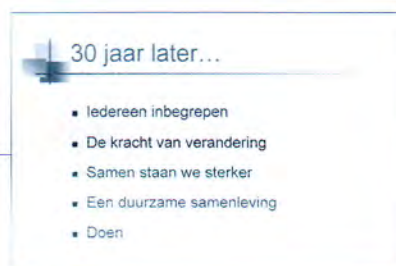 30 jaar later...
Iedereen inbegrepen
De kracht van verandering
Samen staan we sterker
Een duurzame samenleving
Doen